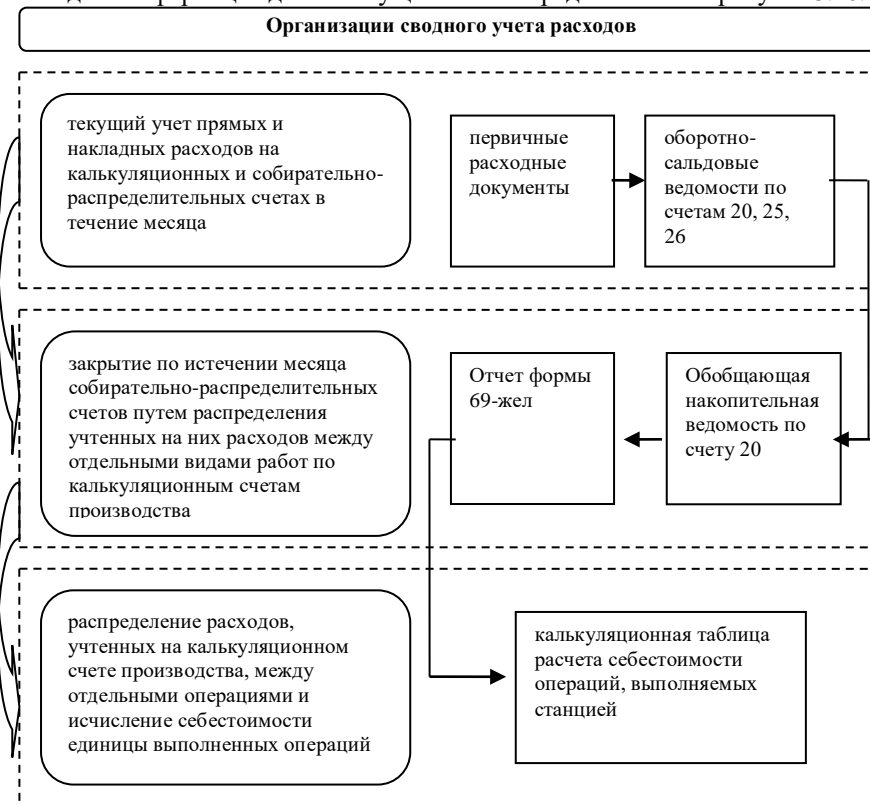 Организации сводного учета расходов
текущий учет прямых и
накладных расходов на
калькуляционных и собирательно-
распределительных счетах в
течение месяца
первичные
расходные
документы
оборотно-
сальдовые
ведомости по
счетам 20, 25,
26
закрытие по истечении месяца
собирательно-распределительных
счетов путем распределения
учтенных на них расходов между
отдельными видами работ по
калькуляционным счетам
производства
Отчет формы
69-жел
Обобщающая
накопительная
ведомость по
счету 20
распределение расходов,
учтенных на калькуляционном
счете производства, между
отдельными операциями и
исчисление себестоимости
единицы выполненных операций
калькуляционная таблица
расчета себестоимости
операций, выполняемых
станцией